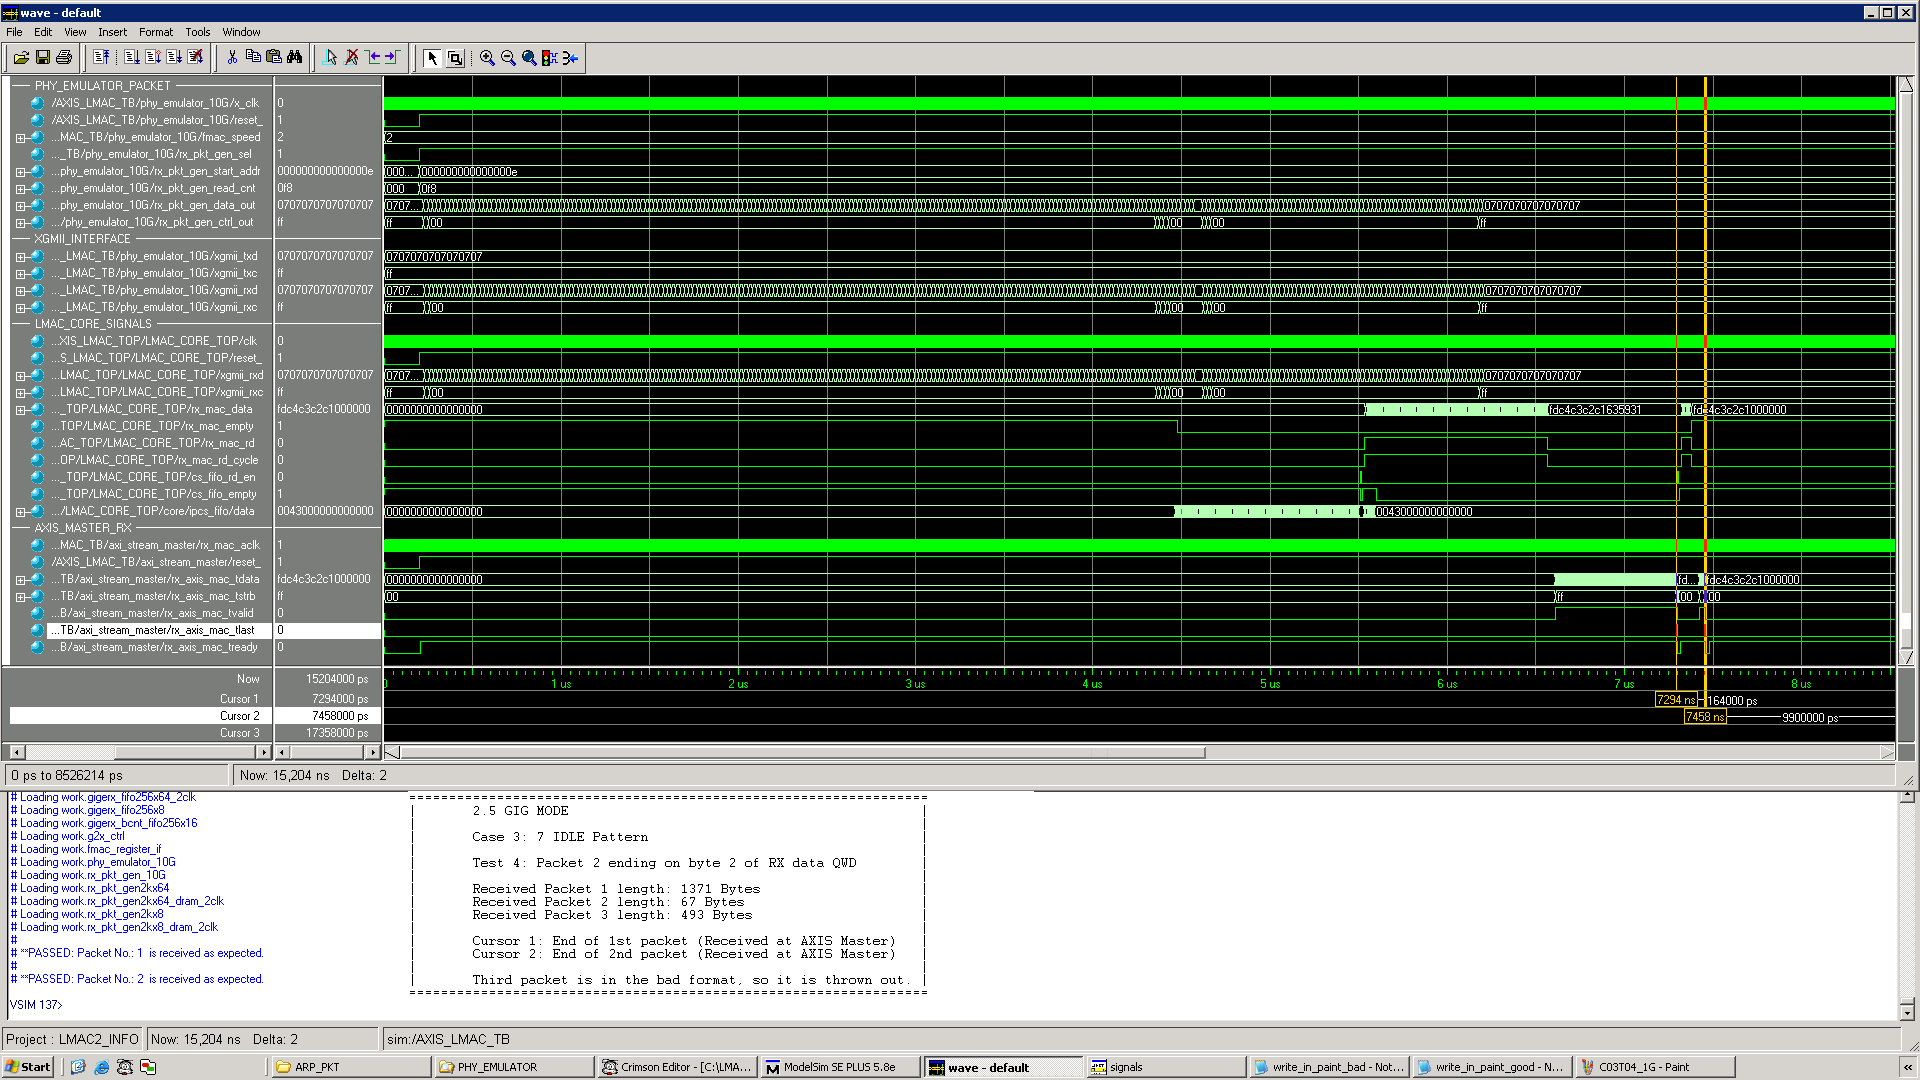 wave - default
File Edit View Insert Format Tools Window
PHY_EMULATOR_PACKET
/AXIS_LMAC_TB/phy_emulator_10G/x_clk 0
/AXIS_LMAC_TB/phy_emulator_10G/reset_ 1
...MAC_TB/phy_emulator_10G/fmac_speed 2 2
..._TB/phy_emulator_10G/rx_pkt_gen_sel 1
...phy_emulator_10G/rx_pkt_gen_start_addr 000000000000000e 000... 000000000000000e
...phy_emulator_10G/rx_pkt_gen_read_cnt 0f8 000 0f8
...phy_emulator_10G/rx_pkt_gen_data_out 0707070707070707 0707... 0707070707070707
.../phy_emulator_10G/rx_pkt_gen_ctrl_out ff ff 00 00 00 ff
XGMII_INTERFACE
..._LMAC_TB/phy_emulator_10G/xgmii_txd 0707070707070707 0707070707070707
..._LMAC_TB/phy_emulator_10G/xgmii_txc ff ff
..._LMAC_TB/phy_emulator_10G/xgmii_rxd 0707070707070707 0707... 0707070707070707
..._LMAC_TB/phy_emulator_10G/xgmii_rxc ff ff 00 00 00 ff
LMAC_CORE_SIGNALS
...XIS_LMAC_TOP/LMAC_CORE_TOP/clk 0
...S_LMAC_TOP/LMAC_CORE_TOP/reset_ 1
...LMAC_TOP/LMAC_CORE_TOP/xgmii_rxd 0707070707070707 0707... 0707070707070707
...LMAC_TOP/LMAC_CORE_TOP/xgmii_rxc ff ff 00 00 00 ff
..._TOP/LMAC_CORE_TOP/rx_mac_data fdc4c3c2c1000000 0000000000000000 fdc4c3c2c1635931 fdc4c3c2c1000000
...TOP/LMAC_CORE_TOP/rx_mac_empty 1
...AC_TOP/LMAC_CORE_TOP/rx_mac_rd 0
...OP/LMAC_CORE_TOP/rx_mac_rd_cycle 0
..._TOP/LMAC_CORE_TOP/cs_fifo_rd_en 0
..._TOP/LMAC_CORE_TOP/cs_fifo_empty 1
.../LMAC_CORE_TOP/core/ipcs_fifo/data 0043000000000000 0000000000000000 0043000000000000
AXIS_MASTER_RX
...MAC_TB/axi_stream_master/rx_mac_aclk 1
/AXIS_LMAC_TB/axi_stream_master/reset_ 1
...TB/axi_stream_master/rx_axis_mac_tdata fdc4c3c2c1000000 0000000000000000 fd... fdc4c3c2c1000000
...TB/axi_stream_master/rx_axis_mac_tstrb ff 00 ff 00 00
...B/axi_stream_master/rx_axis_mac_tvalid 0
...TB/axi_stream_master/rx_axis_mac_tlast 0
...B/axi_stream_master/rx_axis_mac_tready 0
Now 15204000 ps 1 us 2 us 3 us 4 us 5 us 6 us 7 us 8 us
Cursor 1 7294000 ps 7294 ns 164000 ps
Cursor 2 7458000 ps 7458 ns 9900000 ps
Cursor 3 17358000 ps
0 ps to 8526214 ps Now: 15,204 ns Delta: 2
# Loading work.gigerx_fifo256x64_2clk
# Loading work.gigerx_fifo256x8
# Loading work.gigerx_bcnt_fifo256x16
# Loading work.g2x_ctrl
# Loading work.fmac_register_if
# Loading work.phy_emulator_10G
# Loading work.rx_pkt_gen_10G
# Loading work.rx_pkt_gen2kx64
# Loading work.rx_pkt_gen2kx64_dram_2clk
# Loading work.rx_pkt_gen2kx8
# Loading work.rx_pkt_gen2kx8_dram_2clk
#
# **PASSED: Packet No.: 1 is received as expected.
#
# **PASSED: Packet No.: 2 is received as expected.
VSIM 137>
2.5 GIG MODE
Case 3: 7 IDLE Pattern
Test 4: Packet 2 ending on byte 2 of RX data QWD
Received Packet 1 length: 1371 Bytes
Received Packet 2 length: 67 Bytes
Received Packet 3 length: 493 Bytes
Cursor 1: End of 1st packet (Received at AXIS Master)
Cursor 2: End of 2nd packet (Received at AXIS Master)
Third packet is in the bad format, so it is thrown out.
Project : LMAC2_INFO Now: 15,204 ns Delta: 2 sim:/AXIS_LMAC_TB
Start ARP_PKT PHY_EMULATOR Crimson Editor - [C:\LMA... ModelSim SE PLUS 5.8e wave - default signals write_in_paint_bad - Not... write_in_paint_good - N... C03T04_1G - Paint